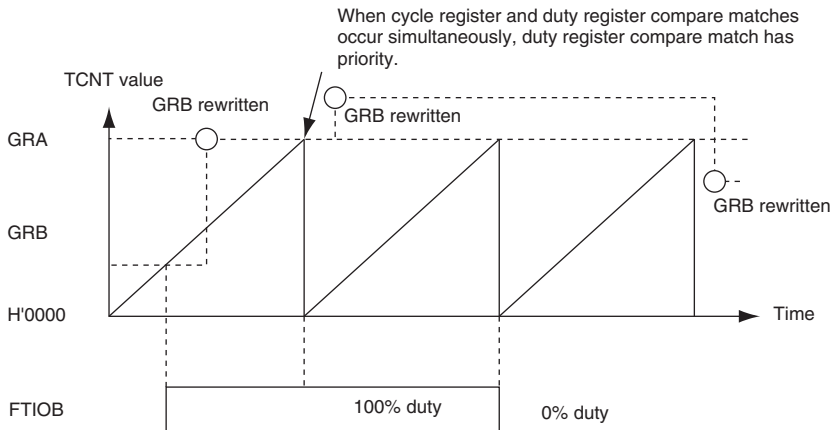 When cycle register and duty register compare matches
occur simultaneously, duty register compare match has
priority.
TCNT value
GRB rewritten
GRB rewritten
GRA
GRB rewritten
GRB
H'0000
Time
FTIOB
100% duty
0% duty